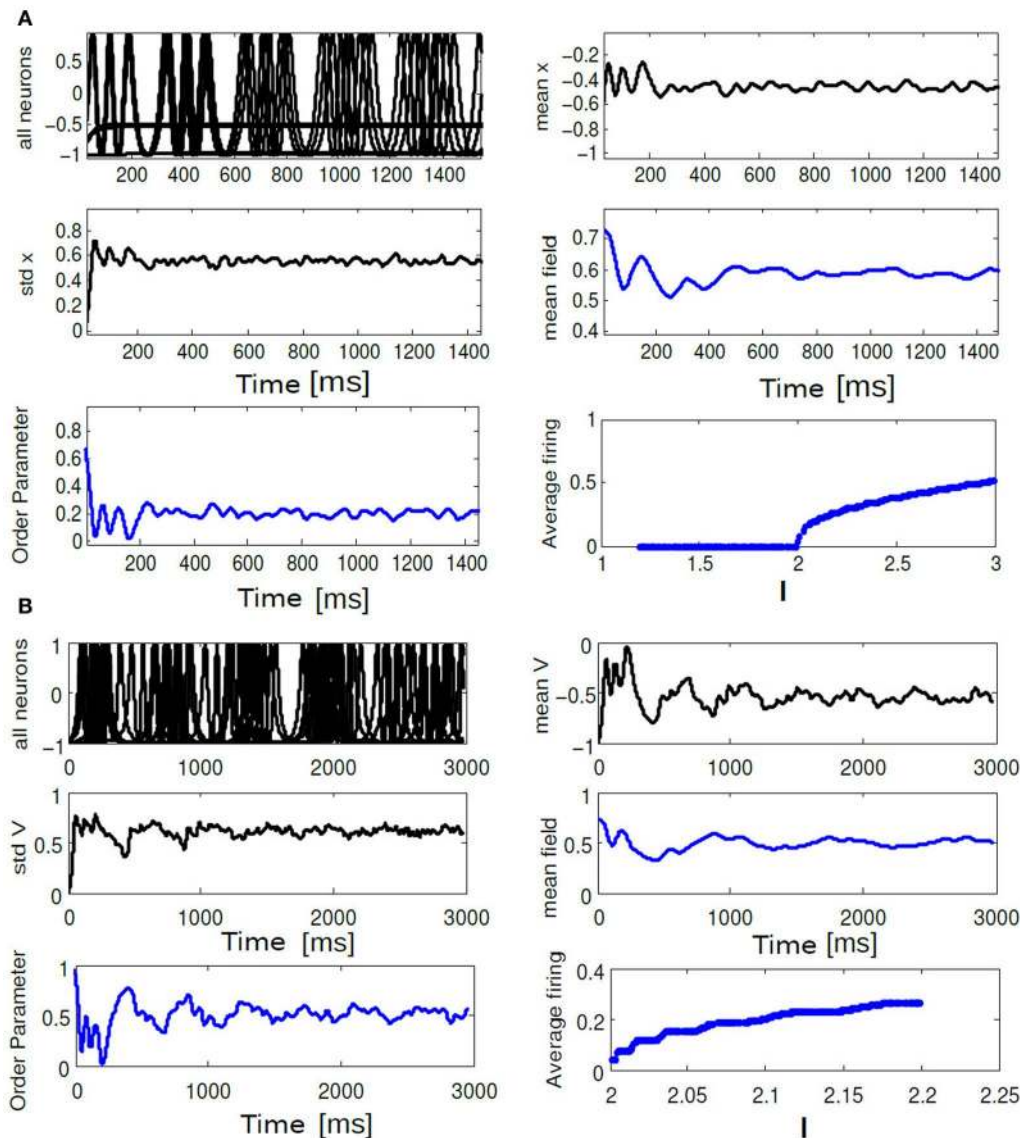 A
all neurons
0.5
0
−0.5
−1
200 400 600 800 1000 1200 1400
mean x
−0.2
−0.4
−0.6
−0.8
−1
200 400 600 800 1000 1200 1400
std x
0.8
0.6
0.4
0.2
0
200 400 600 800 1000 1200 1400
Time [ms]
mean field
0.7
0.6
0.5
0.4
200 400 600 800 1000 1200 1400
Time [ms]
Order Parameter
0.8
0.6
0.4
0.2
0
200 400 600 800 1000 1200 1400
Time [ms]
Average firing
1
0.5
0
1 1.5 2 2.5 3
I
B
all neurons
1
0
−1
0 1000 2000 3000
mean V
0
−0.5
−1
0 1000 2000 3000
std V
1
0.5
0
0 1000 2000 3000
Time [ms]
mean field
1
0.5
0
0 1000 2000 3000
Time [ms]
Order Parameter
1
0.5
0
0 1000 2000 3000
Time [ms]
Average firing
0.4
0.2
0
2 2.05 2.1 2.15 2.2 2.25
I